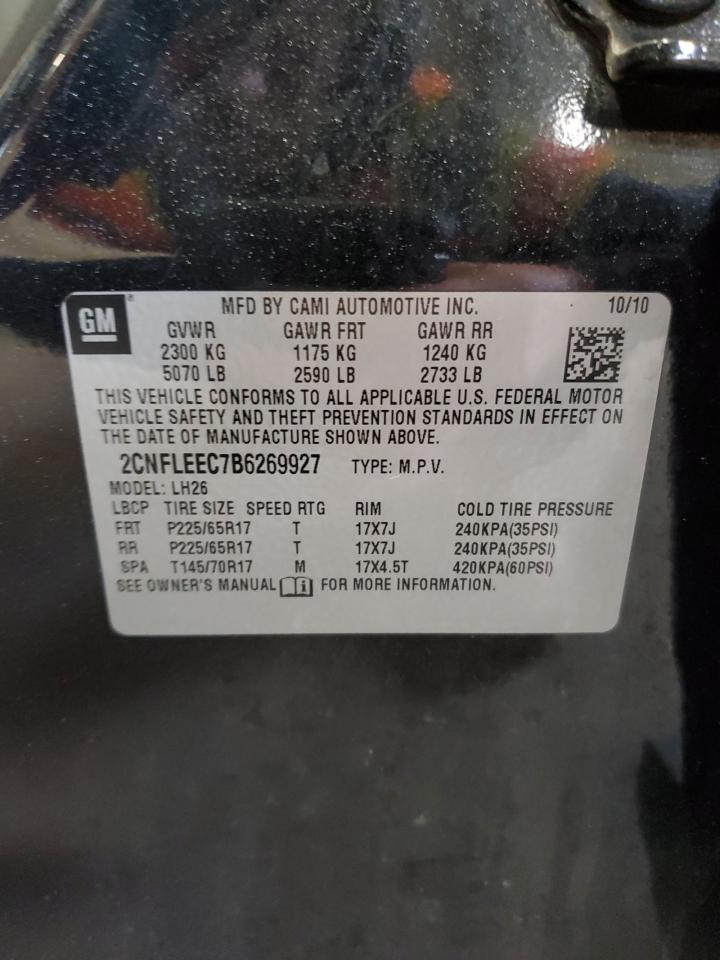 GM MFD BY CAMI AUTOMOTIVE INC. 10/10
GVWR GAWR FRT GAWR RR
2300 KG 1175 KG 1240 KG
5070 LB 2590 LB 2733 LB
THIS VEHICLE CONFORMS TO ALL APPLICABLE U.S. FEDERAL MOTOR
VEHICLE SAFETY AND THEFT PREVENTION STANDARDS IN EFFECT ON
THE DATE OF MANUFACTURE SHOWN ABOVE.
2CNFLEEC7B6269927 TYPE: M.P.V.
MODEL: LH26
LBCP TIRE SIZE SPEED RTG RIM COLD TIRE PRESSURE
FRT P225/65R17 T 17X7J 240KPA(35PSI)
RR P225/65R17 T 17X7J 240KPA(35PSI)
SPA T145/70R17 M 17X4.5T 420KPA(60PSI)
SEE OWNER'S MANUAL i FOR MORE INFORMATION.